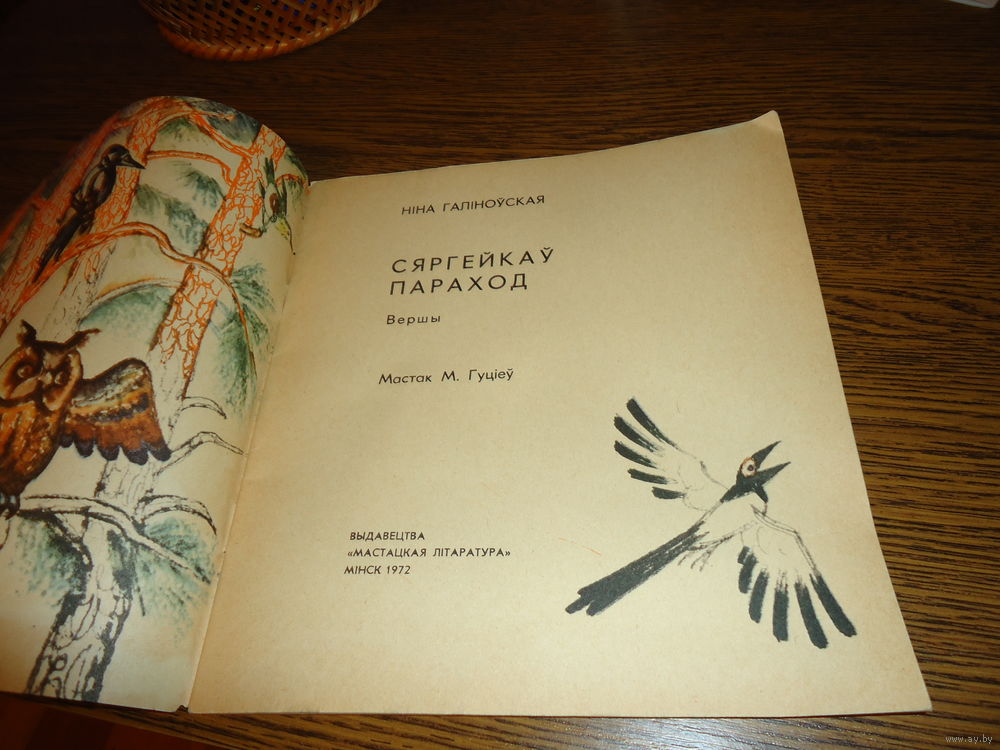 НІНА ГАЛІНОЎСКАЯ
СЯРГЕЙКАЎ
ПАРАХОД
Вершы
Мастак М. Гуціеў
ВЫДАВЕЦТВА
«МАСТАЦКАЯ ЛІТАРАТУРА»
МІНСК 1972
www.ay.by